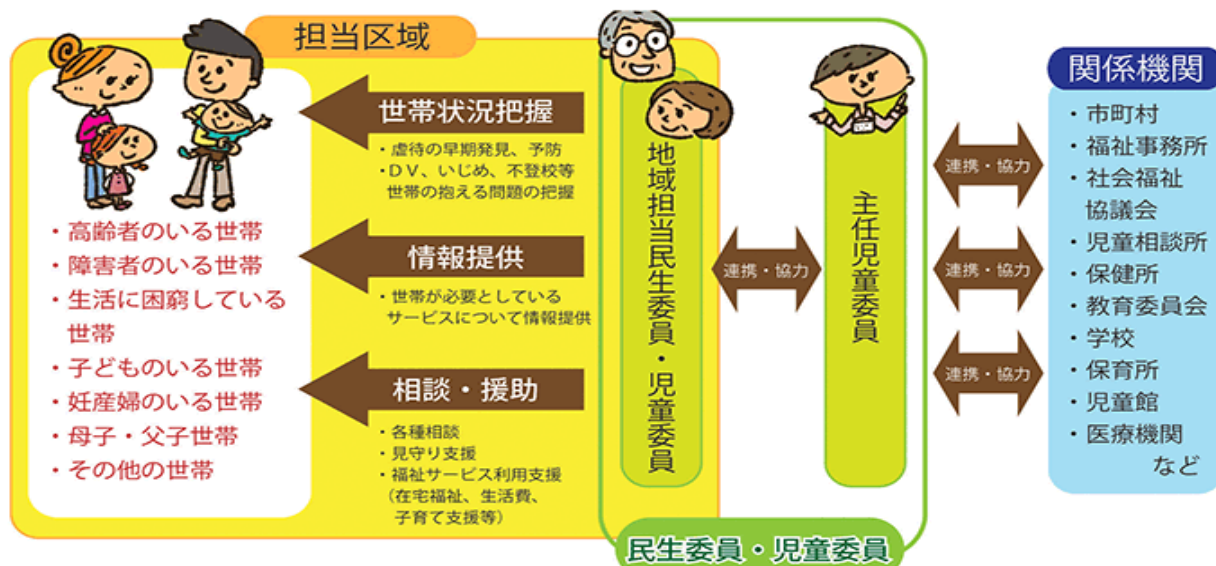 担当区域
世帯状況把握
・虐待の早期発見、予防
・DV、いじめ、不登校等
世帯の抱える問題の把握
情報提供
・世帯が必要としている
サービスについて情報提供
相談・援助
・各種相談
・見守り支援
・福祉サービス利用支援
(在宅福祉、生活費、
子育て支援等)
・高齢者のいる世帯
・障害者のいる世帯
・生活に困窮している
世帯
・子どものいる世帯
・妊産婦のいる世帯
・母子・父子世帯
・その他の世帯
地域担当民生委員・児童委員
連携・協力
主任児童委員
民生委員・児童委員
連携・協力
連携・協力
連携・協力
関係機関
・市町村
・福祉事務所
・社会福祉
協議会
・児童相談所
・保健所
・教育委員会
・学校
・保育所
・児童館
・医療機関
など